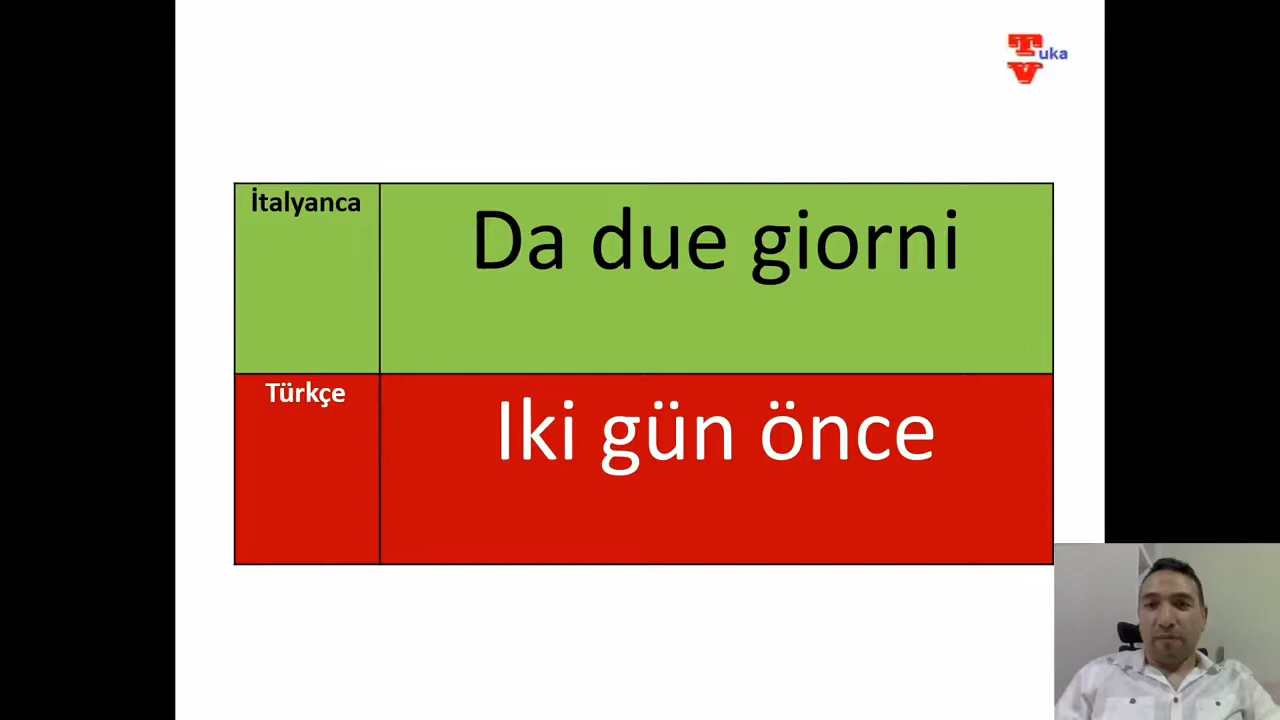 T uka
V
İtalyanca
Da due giorni
Türkçe
Iki gün önce